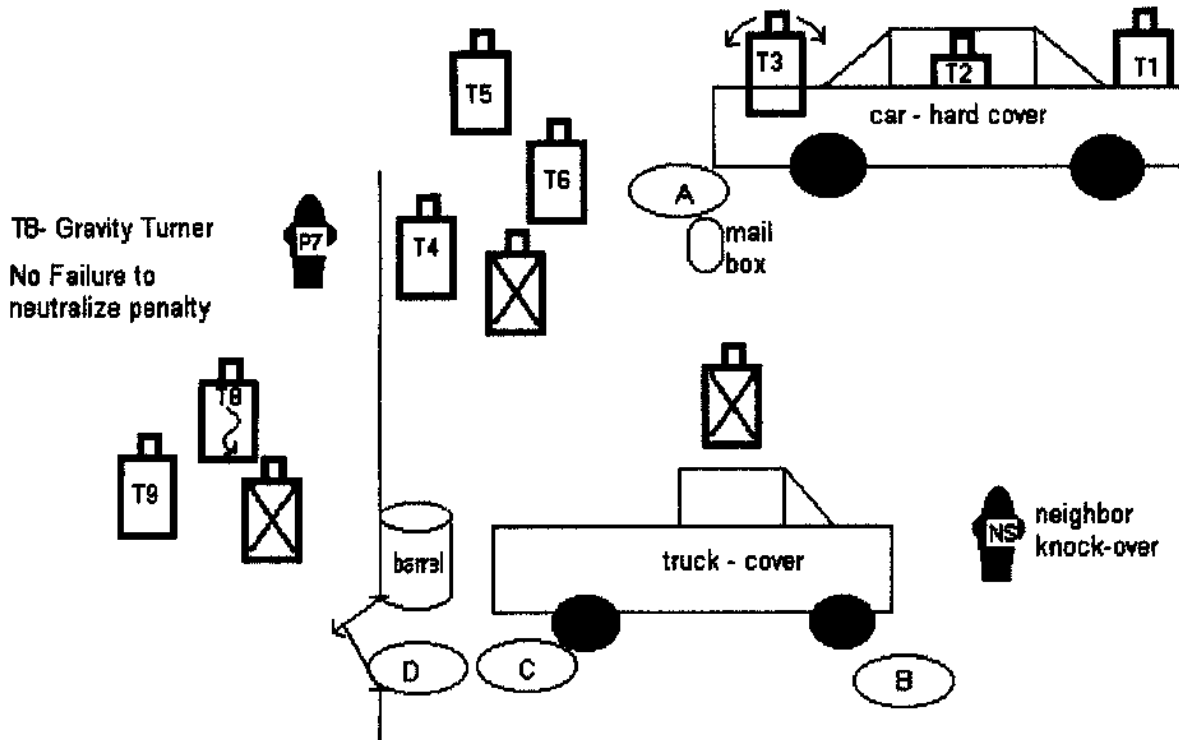 T3
T2
T1
T5
car - hard cover
T6
A
T8- Gravity Turner
P7
T4
mail
box
No Failure to
neutralize penalty
T8
T9
NS
neighbor
knock-over
barrel
truck - cover
D
C
B